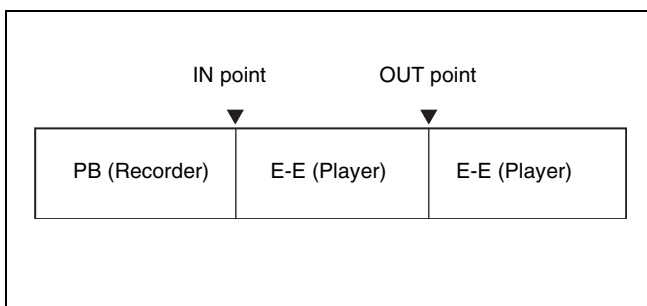 IN point OUT point
PB (Recorder) E-E (Player) E-E (Player)